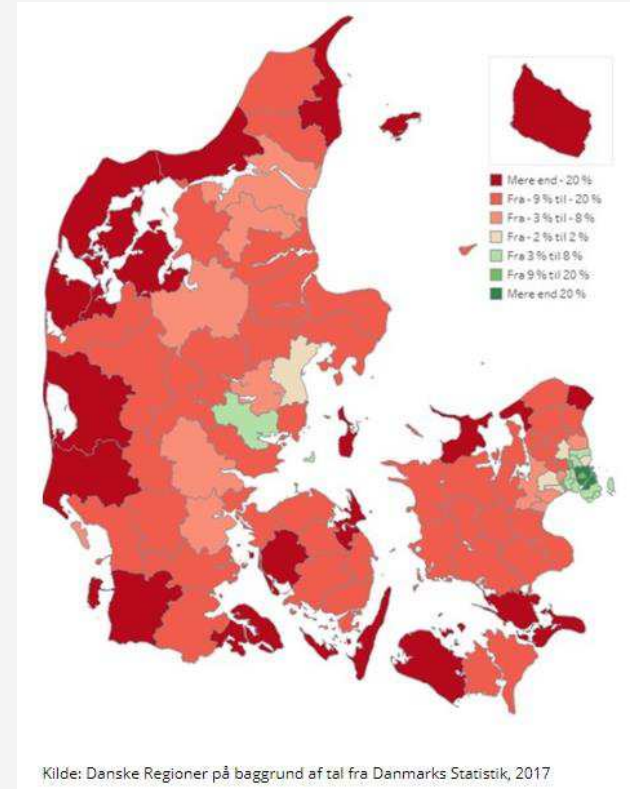 Mere end - 20 %
Fra - 9 % til - 20 %
Fra - 3 % til - 8 %
Fra - 2 % til 2 %
Fra 3 % til 8 %
Fra 9 % til 20 %
Mere end 20 %
Kilde: Danske Regioner på baggrund af tal fra Danmarks Statistik, 2017